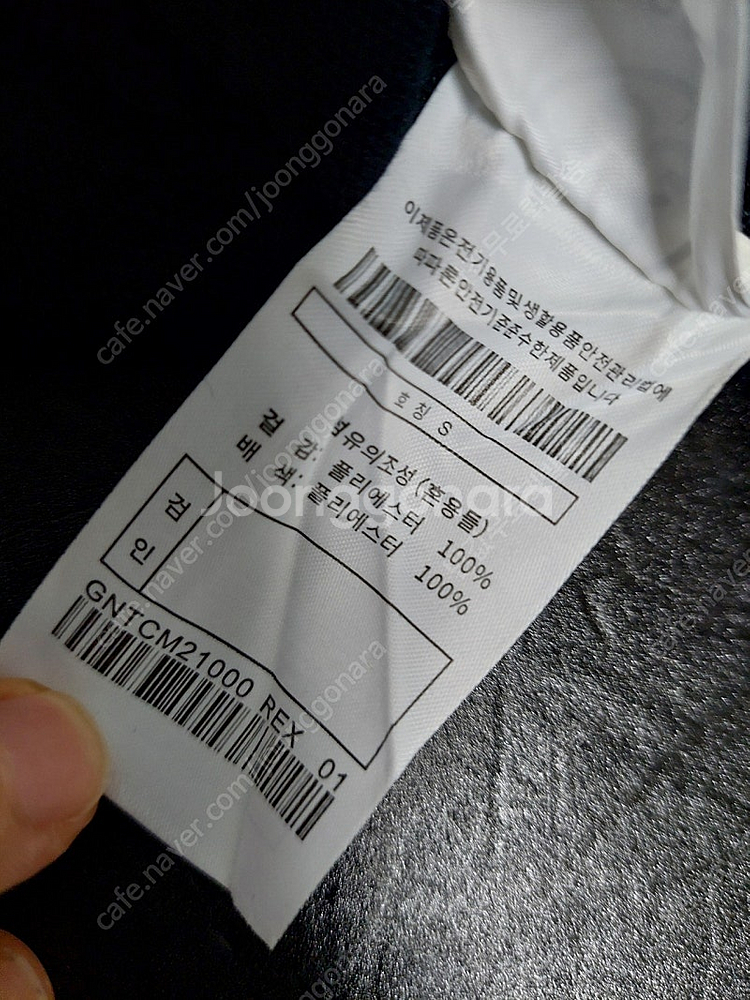 이 제품은 전기용품 및 생활용품 안전관리법에
따른 안전기준 준수한 제품입니다
호칭 S
섬유의조성 (혼용률)
겉 감: 폴리에스터 100%
배 색: 폴리에스터 100%
검
인
GNTCM21000 REX 01
Joonggonara
cafe.naver.com/joonggonara